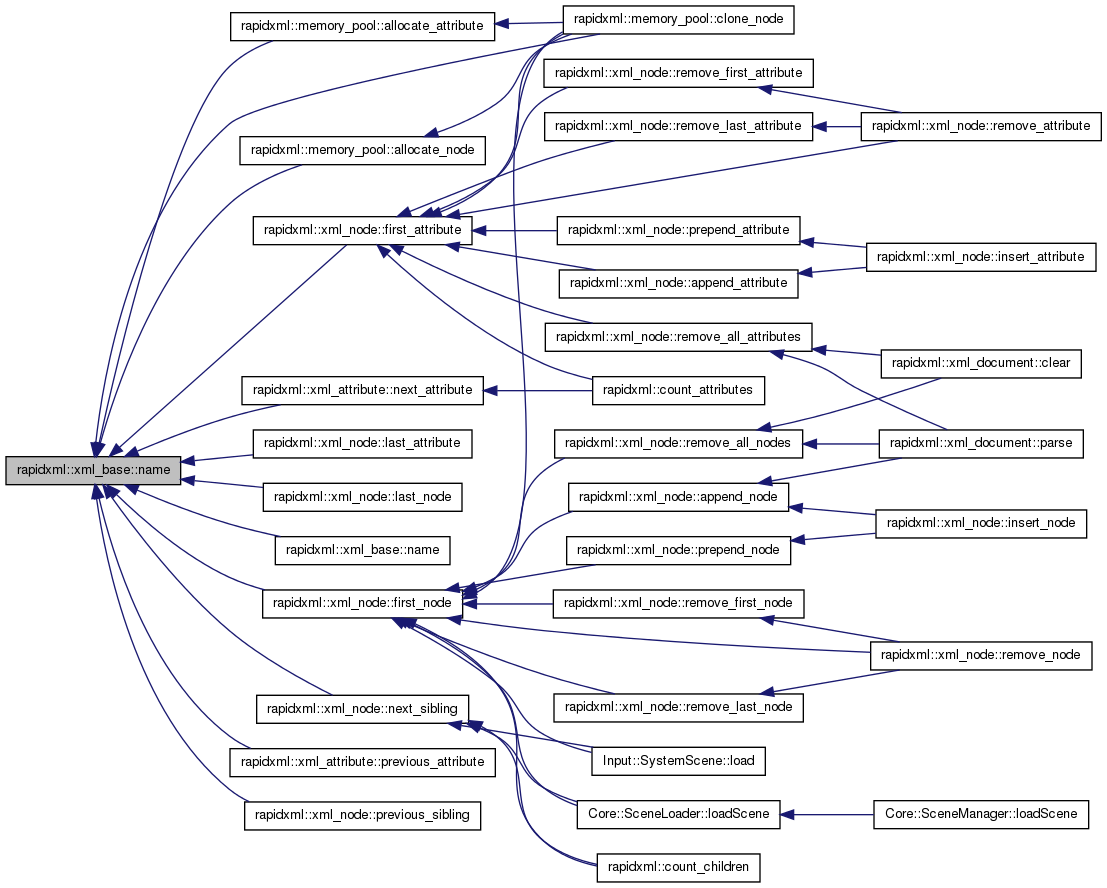 rapidxml::xml_base::name
rapidxml::memory_pool::allocate_attribute
rapidxml::memory_pool::allocate_node
rapidxml::xml_node::first_attribute
rapidxml::xml_attribute::next_attribute
rapidxml::xml_node::last_attribute
rapidxml::xml_node::last_node
rapidxml::xml_base::name
rapidxml::xml_node::first_node
rapidxml::xml_node::next_sibling
rapidxml::xml_attribute::previous_attribute
rapidxml::xml_node::previous_sibling
rapidxml::memory_pool::clone_node
rapidxml::xml_node::remove_first_attribute
rapidxml::xml_node::remove_last_attribute
rapidxml::xml_node::prepend_attribute
rapidxml::xml_node::append_attribute
rapidxml::xml_node::remove_all_attributes
rapidxml::count_attributes
rapidxml::xml_node::remove_all_nodes
rapidxml::xml_node::append_node
rapidxml::xml_node::prepend_node
rapidxml::xml_node::remove_first_node
rapidxml::xml_node::remove_last_node
Input::SystemScene::load
Core::SceneLoader::loadScene
rapidxml::count_children
rapidxml::xml_node::remove_attribute
rapidxml::xml_node::insert_attribute
rapidxml::xml_document::clear
rapidxml::xml_document::parse
rapidxml::xml_node::insert_node
rapidxml::xml_node::remove_node
Core::SceneManager::loadScene